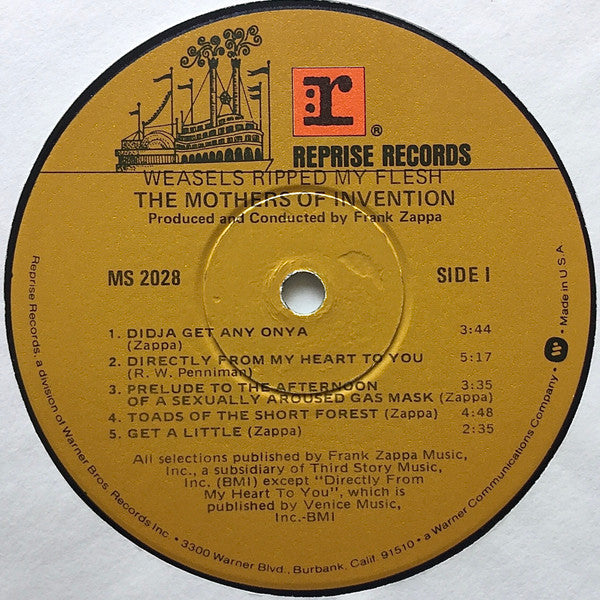 r
®
REPRISE RECORDS
WEASELS RIPPED MY FLESH
THE MOTHERS OF INVENTION
Produced and Conducted by Frank Zappa
MS 2028
SIDE I
1. DIDJA GET ANY ONYA 3:44
(Zappa)
2. DIRECTLY FROM MY HEART TO YOU 5:17
(R. W. Penniman)
3. PRELUDE TO THE AFTERNOON 3:35
OF A SEXUALLY AROUSED GAS MASK (Zappa)
4. TOADS OF THE SHORT FOREST (Zappa) 4:48
5. GET A LITTLE (Zappa) 2:35
All selections published by Frank Zappa Music,
Inc., a subsidiary of Third Story Music,
Inc. (BMI) except "Directly From
My Heart To You", which is
published by Venice Music,
Inc.-BMI
Reprise Records, a division of Warner Bros. Records Inc. • 3300 Warner Blvd., Burbank, Calif. 91510 • a Warner Communications Company • W • Made in U.S.A.